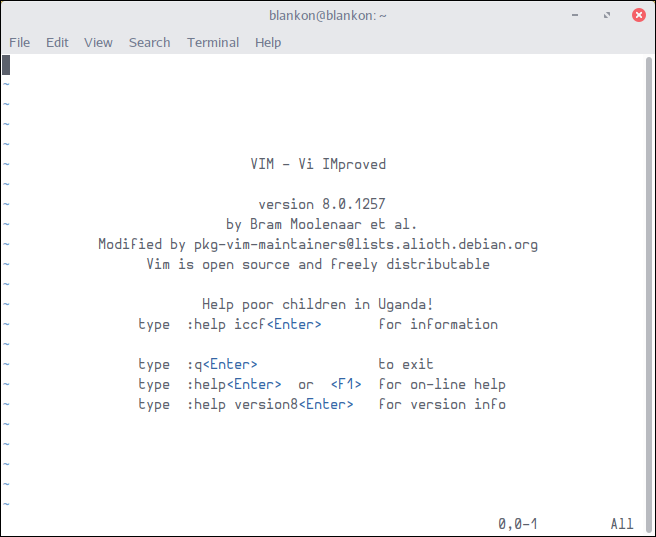 blankon@blankon: ~
File Edit View Search Terminal Help
~
~
~
~
VIM - Vi IMproved
~
~
version 8.0.1257
~
by Bram Moolenaar et al.
~
Modified by pkg-vim-maintainers@lists.alioth.debian.org
~
Vim is open source and freely distributable
~
~
Help poor children in Uganda!
~
type :help iccf<Enter> for information
~
~
type :q<Enter> to exit
~
type :help<Enter> or <F1> for on-line help
~
type :help version8<Enter> for version info
~
~
~
~
~
~
0,0-1 All